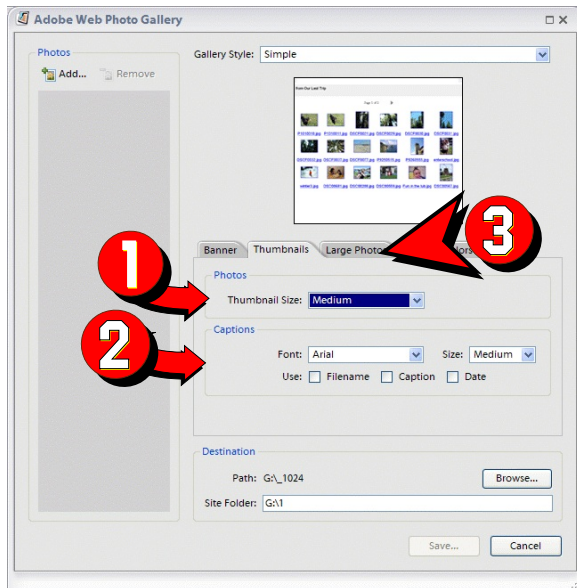 Adobe Web Photo Gallery
Photos
Add... Remove
Gallery Style: Simple
From Our Last Trip
Banner Thumbnails Large Photo
Photos
Thumbnail Size: Medium
Captions
Font: Arial Size: Medium
Use: Filename Caption Date
Destination
Path: G:\_1024 Browse...
Site Folder: G:\1
Save... Cancel
1
2
3